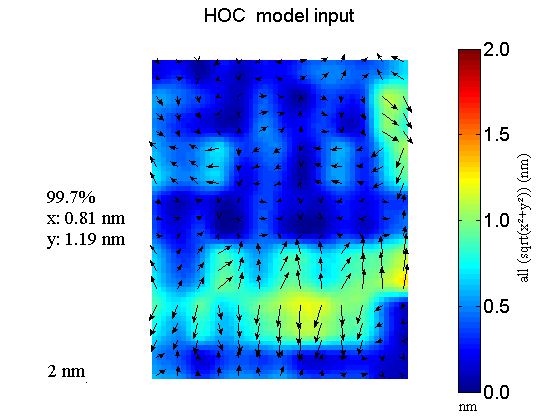 HOC model input
99.7%
x: 0.81 nm
y: 1.19 nm
2 nm
2.0
1.5
1.0
0.5
0.0
nm
all (sqrt(x²+y²)) (nm)